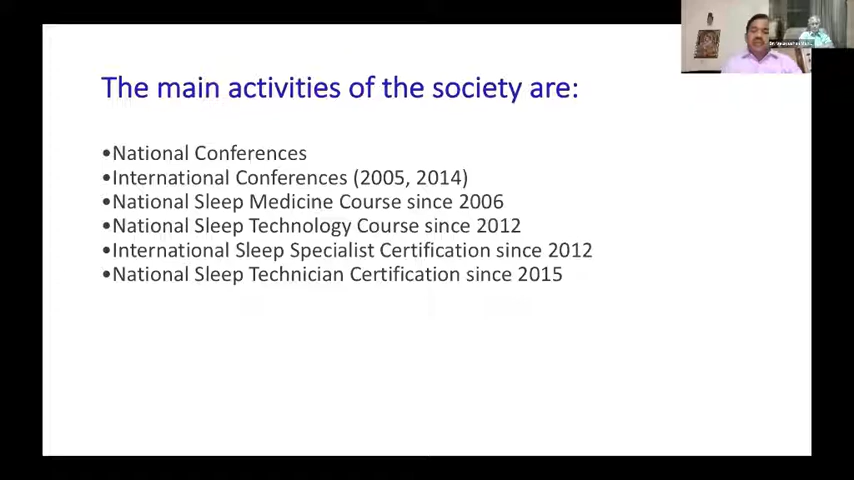 The main activities of the society are:
•National Conferences
•International Conferences (2005, 2014)
•National Sleep Medicine Course since 2006
•National Sleep Technology Course since 2012
•International Sleep Specialist Certification since 2012
•National Sleep Technician Certification since 2015